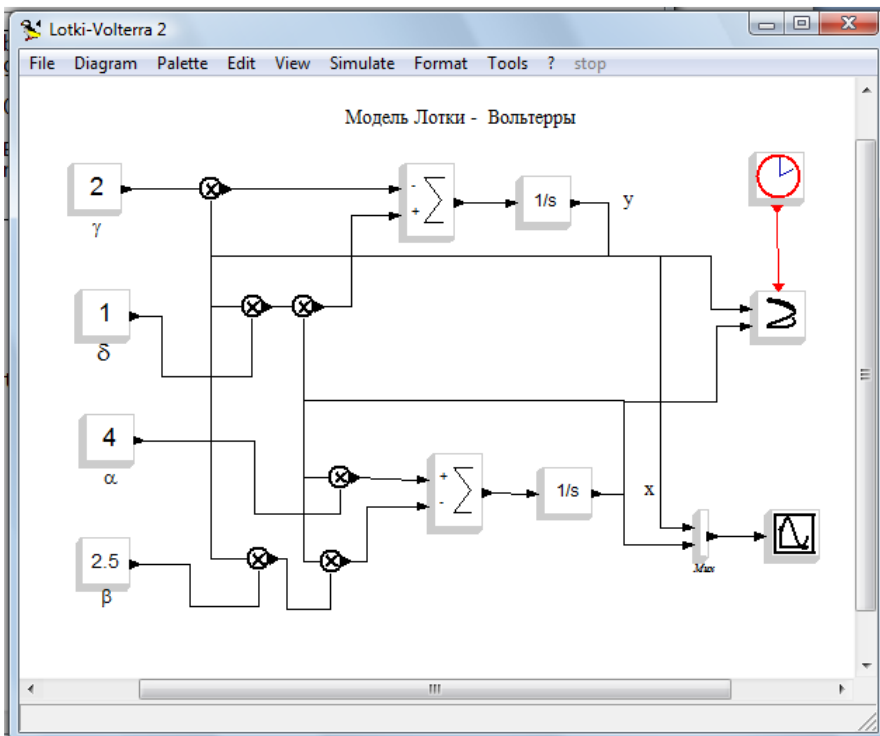 Lotki-Volterra 2
File Diagram Palette Edit View Simulate Format Tools ? stop
Модель Лотки - Вольтерры
2
γ
-
+
1/s
y
1
δ
4
α
+
-
1/s
x
2.5
β
Mux